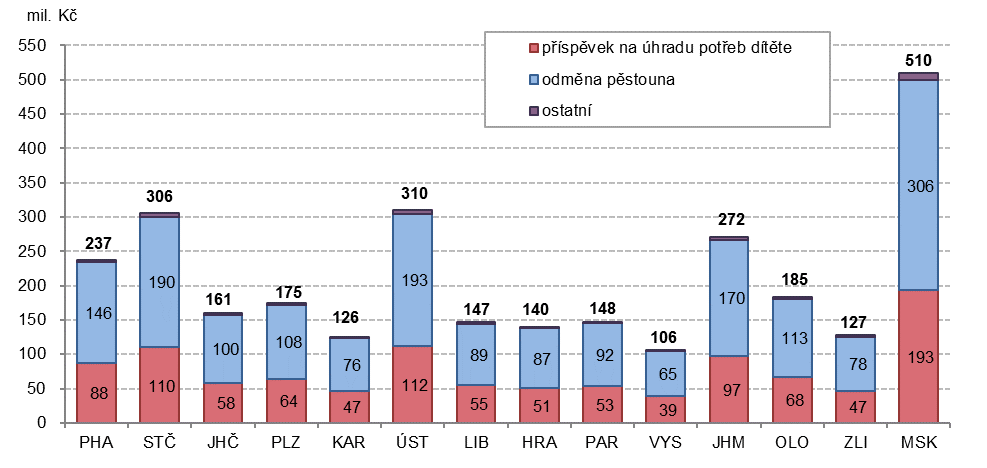 mil. Kč
550
500
450
400
350
300
250
200
150
100
50
0
příspěvek na úhradu potřeb dítěte
odměna pěstouna
ostatní
237 306 161 175 126 310 147 140 148 106 272 185 127 510
146 190 100 108 76 193 89 87 92 65 170 113 78 306
88 110 58 64 47 112 55 51 53 39 97 68 47 193
PHA STČ JHČ PLZ KAR ÚST LIB HRA PAR VYS JHM OLO ZLI MSK